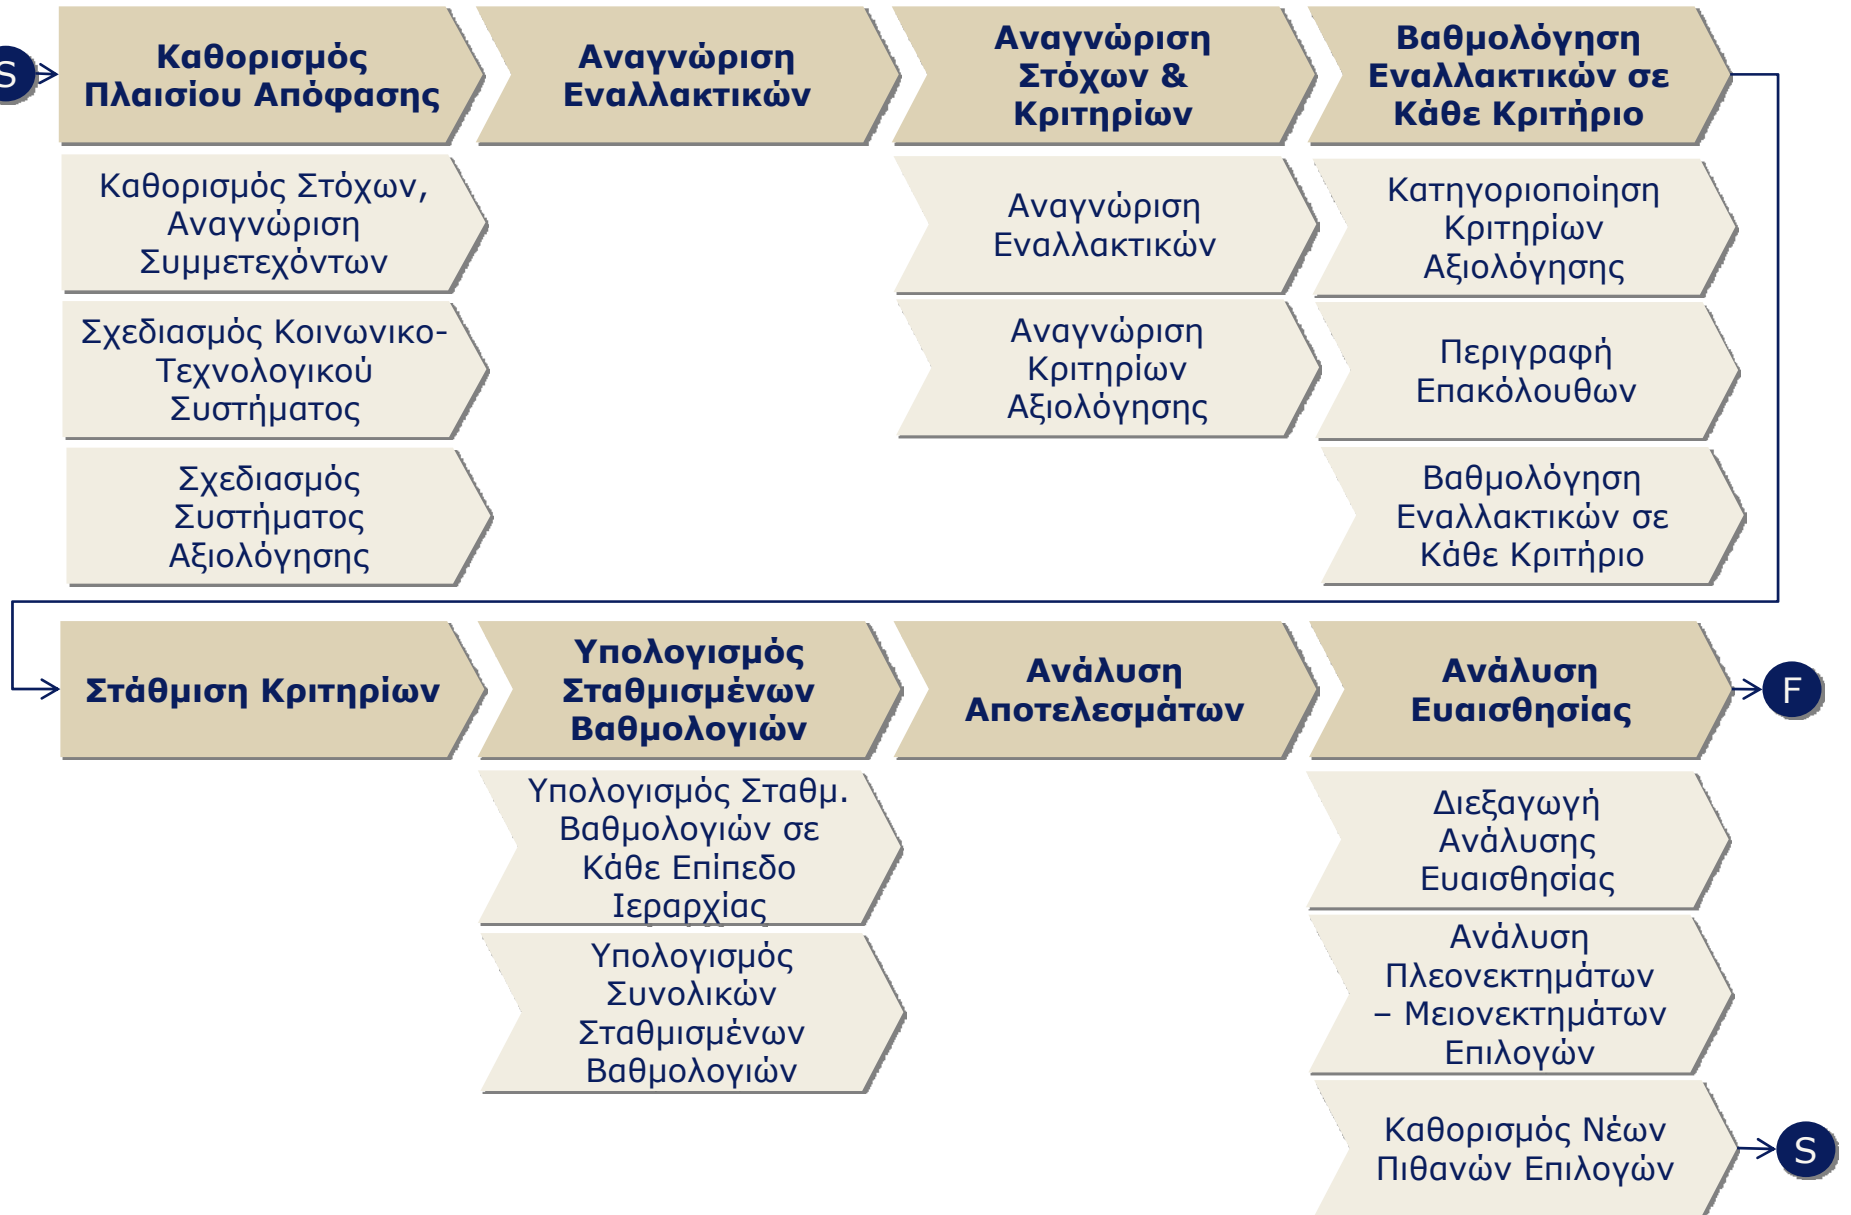 S
Καθορισμός
Πλαισίου Απόφασης
Αναγνώριση
Εναλλακτικών
Αναγνώριση
Στόχων &
Κριτηρίων
Βαθμολόγηση
Εναλλακτικών σε
Κάθε Κριτήριο
Καθορισμός Στόχων,
Αναγνώριση
Συμμετεχόντων
Σχεδιασμός Κοινωνικο-
Τεχνολογικού
Συστήματος
Σχεδιασμός
Συστήματος
Αξιολόγησης
Αναγνώριση
Εναλλακτικών
Αναγνώριση
Κριτηρίων
Αξιολόγησης
Κατηγοριοποίηση
Κριτηρίων
Αξιολόγησης
Περιγραφή
Επακόλουθων
Βαθμολόγηση
Εναλλακτικών σε
Κάθε Κριτήριο
Στάθμιση Κριτηρίων
Υπολογισμός
Σταθμισμένων
Βαθμολογιών
Ανάλυση
Αποτελεσμάτων
Ανάλυση
Ευαισθησίας
F
Υπολογισμός Σταθμ.
Βαθμολογιών σε
Κάθε Επίπεδο
Ιεραρχίας
Υπολογισμός
Συνολικών
Σταθμισμένων
Βαθμολογιών
Διεξαγωγή
Ανάλυσης
Ευαισθησίας
Ανάλυση
Πλεονεκτημάτων
– Μειονεκτημάτων
Επιλογών
Καθορισμός Νέων
Πιθανών Επιλογών
S